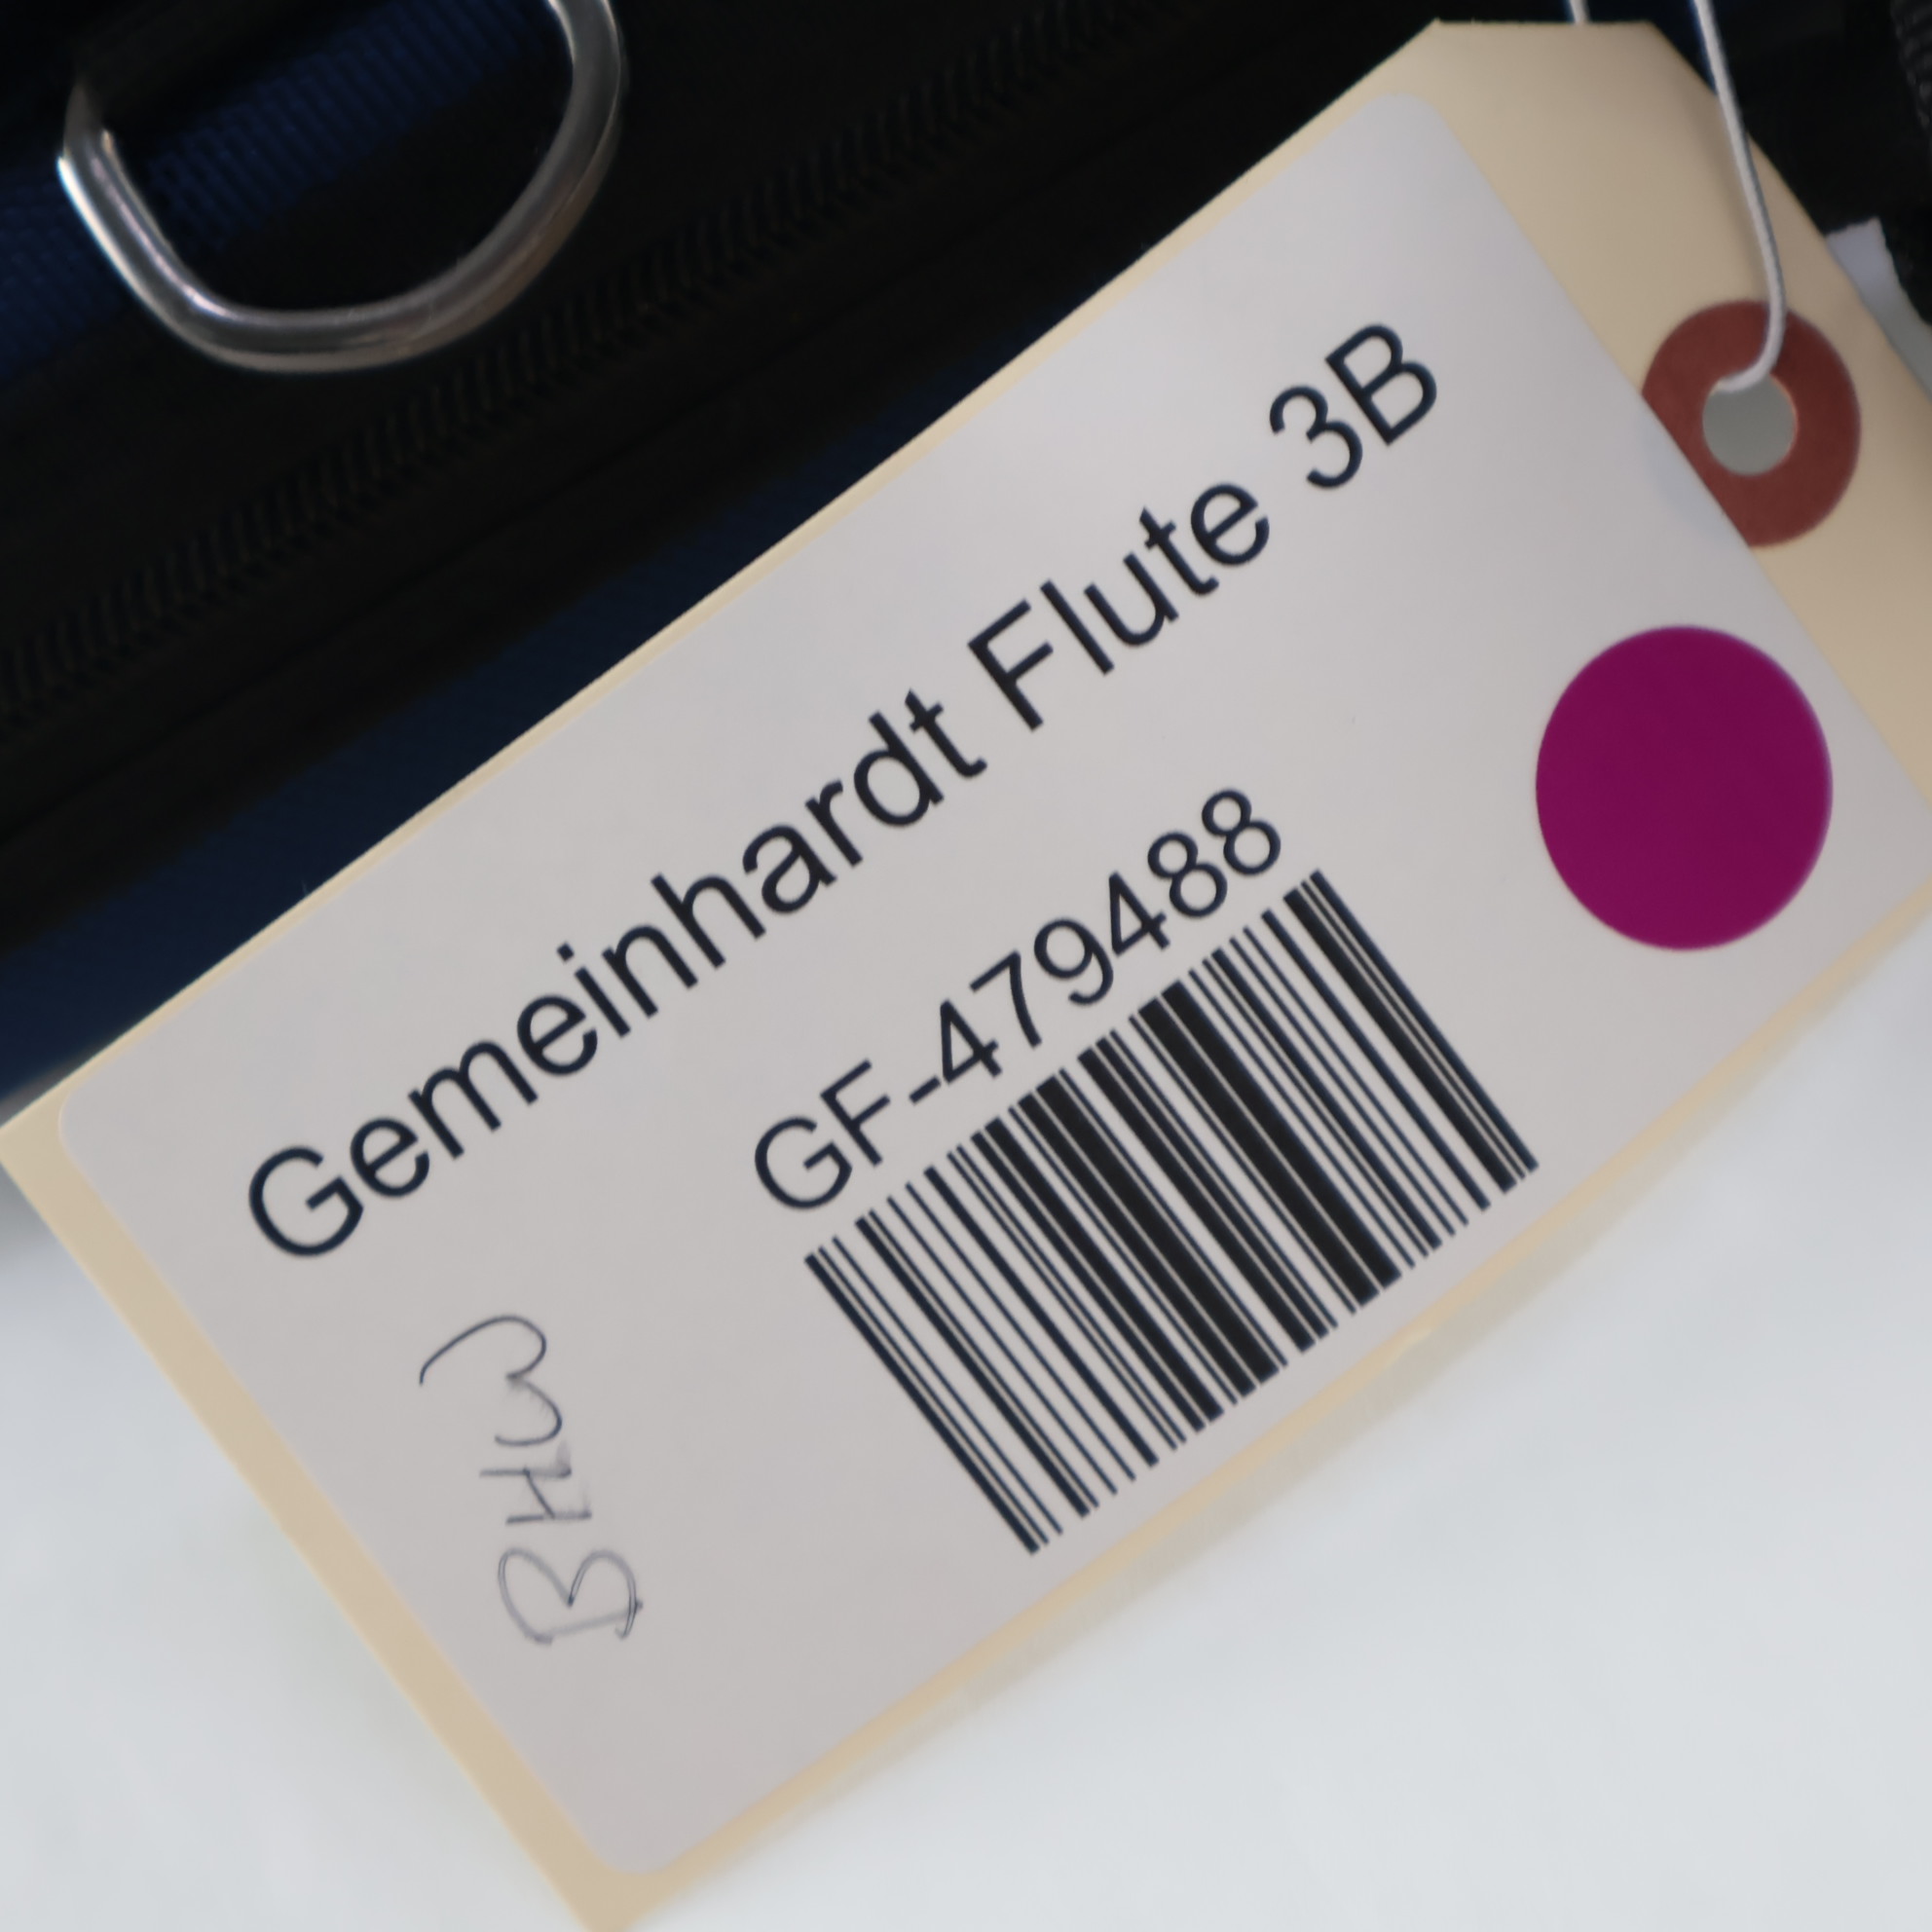 Gemeinhardt Flute 3B
GF-479488
BHW